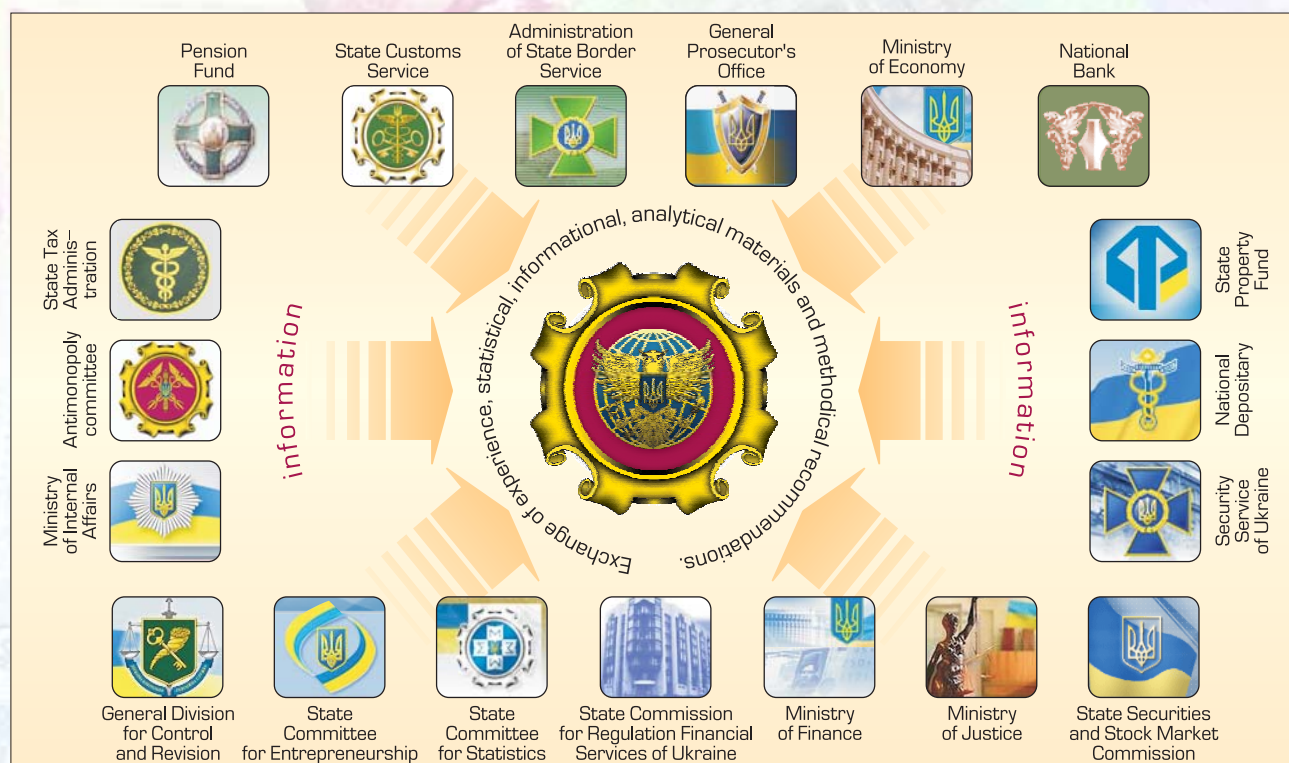 Pension
Fund
State Customs
Service
Administration
of State Border
Service
General
Prosecutor's
Office
Ministry
of Economy
National
Bank
State Tax
Adminis–
tration
Antimonopoly
committee
Ministry
of Internal
Affairs
information
Exchange of experience, statistical, informational, analytical materials and methodical recommendations.
information
State
Property
Fund
National
Depositary
Security
Service
of Ukraine
General Division
for Control
and Revision
State
Committee
for Entrepreneurship
State
Committee
for Statistics
State Commission
for Regulation Financial
Services of Ukraine
Ministry
of Finance
Ministry
of Justice
State Securities
and Stock Market
Commission